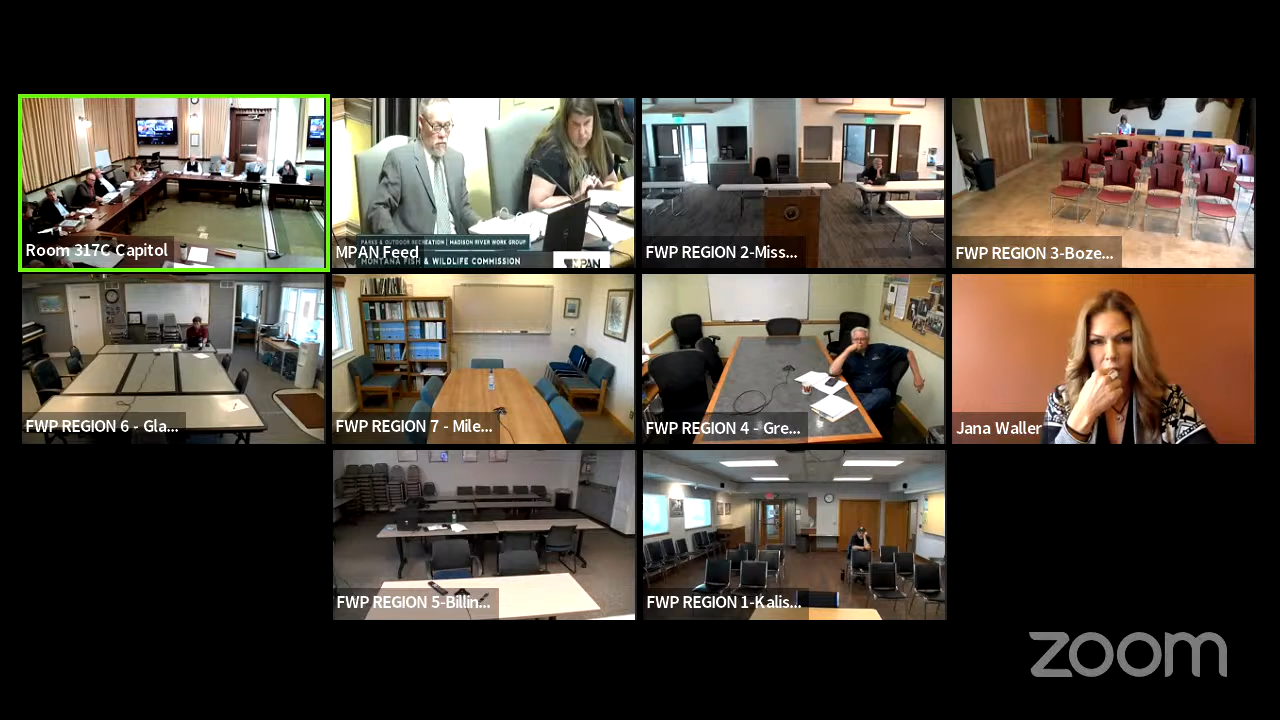 Room 317C Capitol
PARKS & OUTDOOR RECREATION | MADISON RIVER WORK GROUP
MONTANA FISH & WILDLIFE COMMISSION
MPAN
MPAN Feed
FWP REGION 2-Miss...
FWP REGION 3-Boze...
FWP REGION 6 - Gla...
FWP REGION 7 - Mile...
FWP REGION 4 - Gre...
Jana Waller
FWP REGION 5-Billin...
FWP REGION 1-Kalis...
zoom